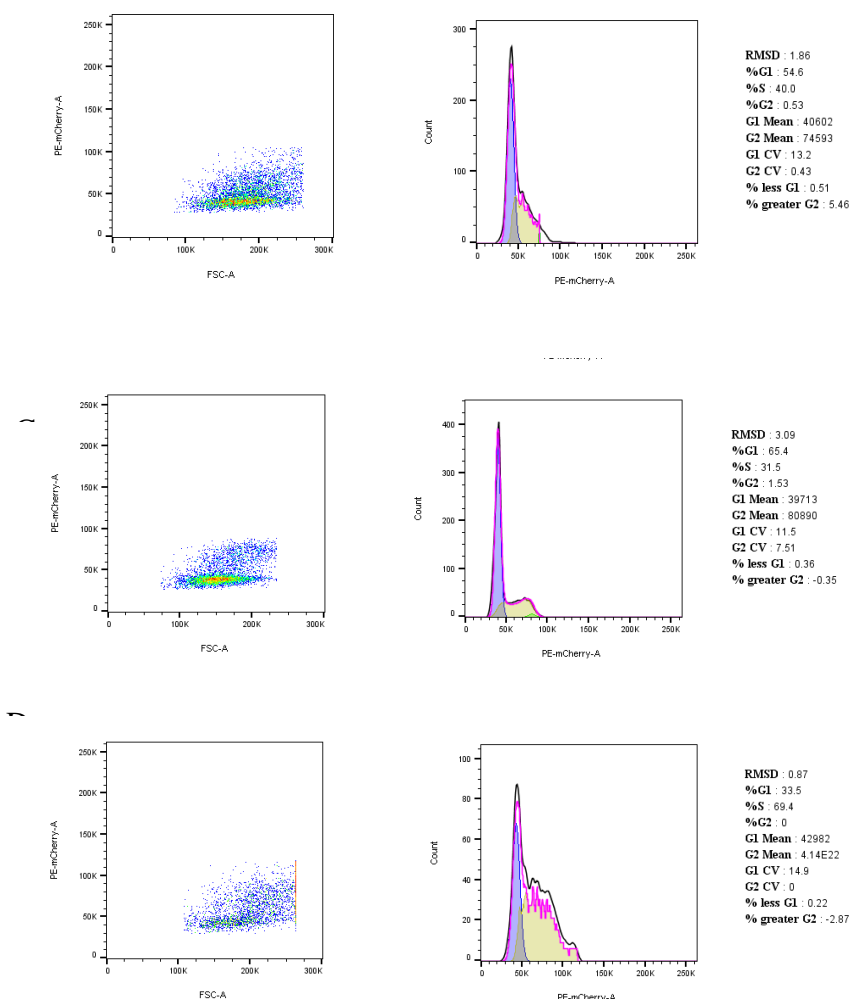 250K
200K
150K
100K
50K
0
PE-mCherry-A
0 100K 200K 300K
FSC-A
300
200
100
0
Count
0 50K 100K 150K 200K 250K
PE-mCherry-A
RMSD : 1.86
%G1 : 54.6
%S : 40.0
%G2 : 0.53
G1 Mean : 40602
G2 Mean : 74593
G1 CV : 13.2
G2 CV : 0.43
% less G1 : 0.51
% greater G2 : 5.46
250K
200K
150K
100K
50K
0
PE-mCherry-A
0 100K 200K 300K
FSC-A
400
300
200
100
0
Count
0 50K 100K 150K 200K 250K
PE-mCherry-A
RMSD : 3.09
%G1 : 65.4
%S : 31.5
%G2 : 1.53
G1 Mean : 39713
G2 Mean : 80890
G1 CV : 11.5
G2 CV : 7.51
% less G1 : 0.36
% greater G2 : -0.35
250K
200K
150K
100K
50K
0
PE-mCherry-A
0 100K 200K 300K
FSC-A
100
80
60
40
20
0
Count
0 50K 100K 150K 200K 250K
PE-mCherry-A
RMSD : 0.87
%G1 : 33.5
%S : 69.4
%G2 : 0
G1 Mean : 42982
G2 Mean : 4.14E22
G1 CV : 14.9
G2 CV : 0
% less G1 : 0.22
% greater G2 : -2.87